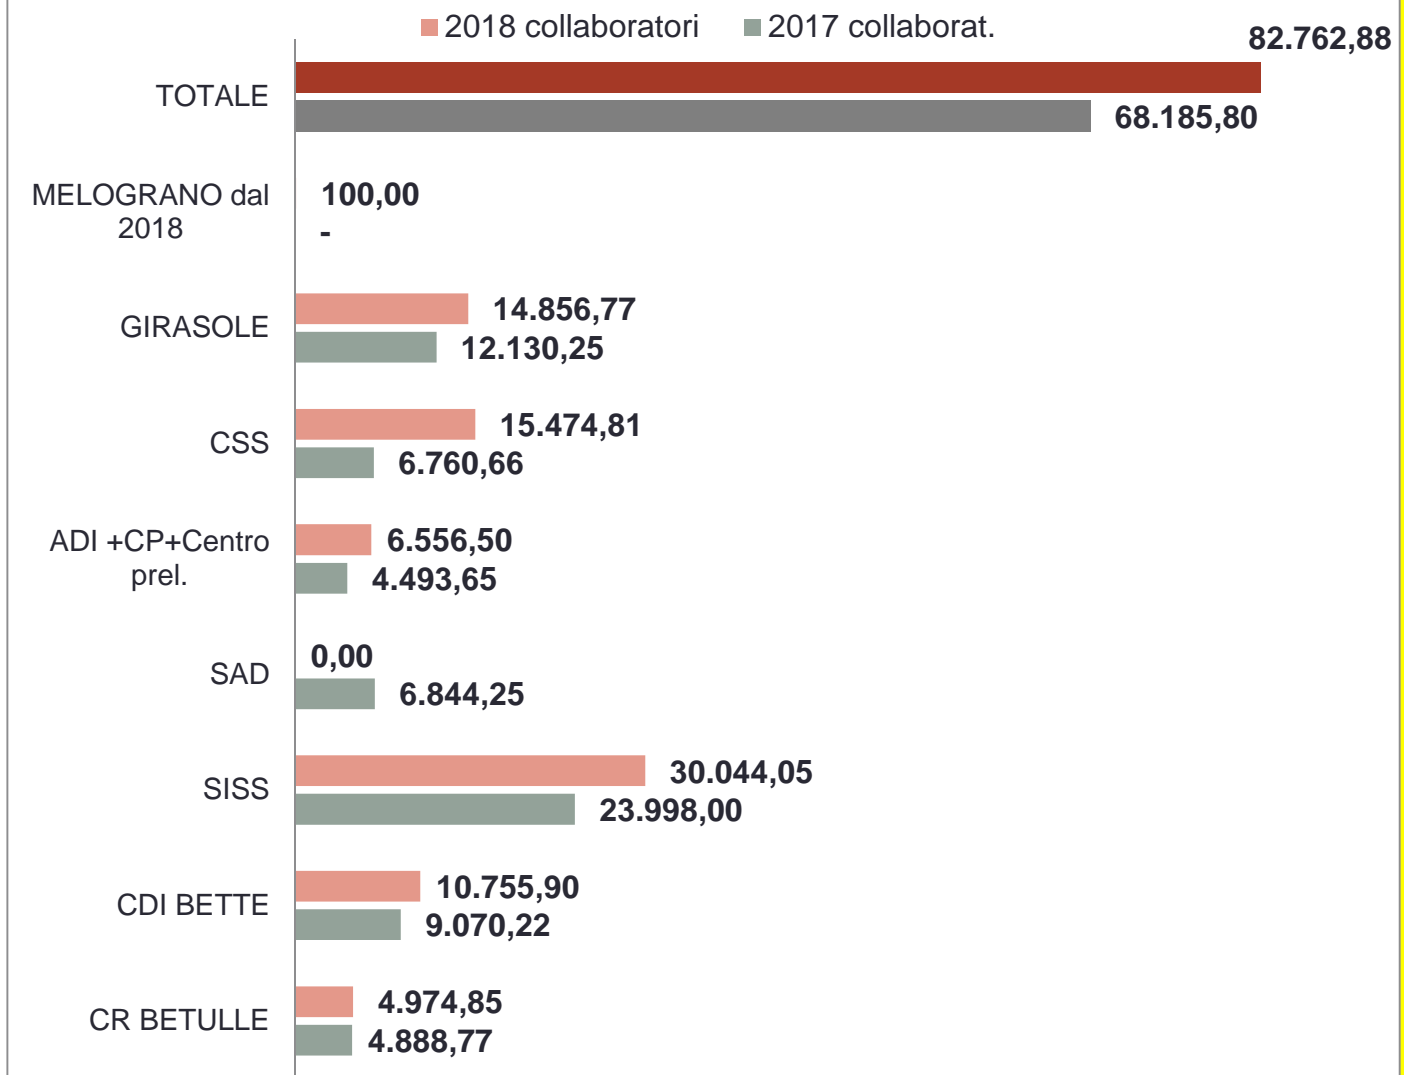 2018 collaboratori
2017 collaborat.
82.762,88
TOTALE
68.185,80
MELOGRANO dal
2018
100,00
-
GIRASOLE
14.856,77
12.130,25
CSS
15.474,81
6.760,66
ADI +CP+Centro
prel.
6.556,50
4.493,65
SAD
0,00
6.844,25
SISS
30.044,05
23.998,00
CDI BETTE
10.755,90
9.070,22
CR BETULLE
4.974,85
4.888,77